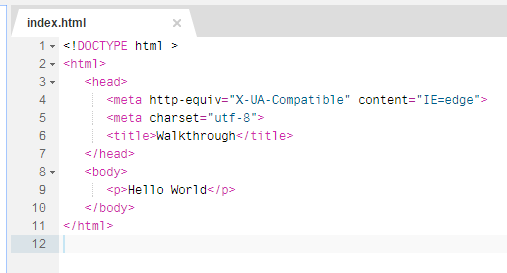 index.html ×
1 <!DOCTYPE html >
2 <html>
3 <head>
4 <meta http-equiv="X-UA-Compatible" content="IE=edge">
5 <meta charset="utf-8">
6 <title>Walkthrough</title>
7 </head>
8 <body>
9 <p>Hello World</p>
10 </body>
11 </html>
12